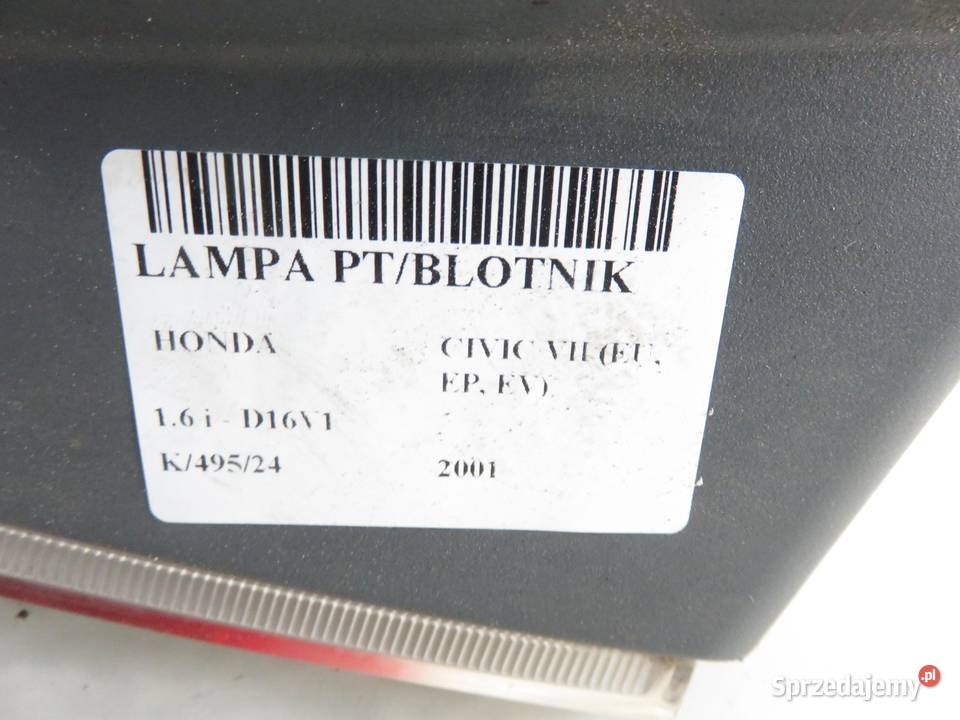 LAMPA PT/BLOTNIK
HONDA
CIVIC VII (EU,
EP, EV)
1.6 i - D16V1
K/495/24
2001
Sprzedajemy.pl